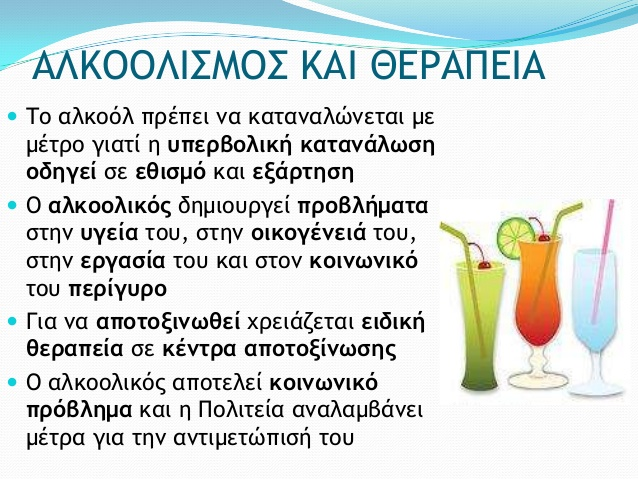 ΑΛΚΟΟΛΙΣΜΟΣ ΚΑΙ ΘΕΡΑΠΕΙΑ
• Το αλκοόλ πρέπει να καταναλώνεται με
μέτρο γιατί η υπερβολική κατανάλωση
οδηγεί σε εθισμό και εξάρτηση
• Ο αλκοολικός δημιουργεί προβλήματα
στην υγεία του, στην οικογένειά του,
στην εργασία του και στον κοινωνικό
του περίγυρο
• Για να αποτοξινωθεί χρειάζεται ειδική
θεραπεία σε κέντρα αποτοξίνωσης
• Ο αλκοολικός αποτελεί κοινωνικό
πρόβλημα και η Πολιτεία αναλαμβάνει
μέτρα για την αντιμετώπισή του